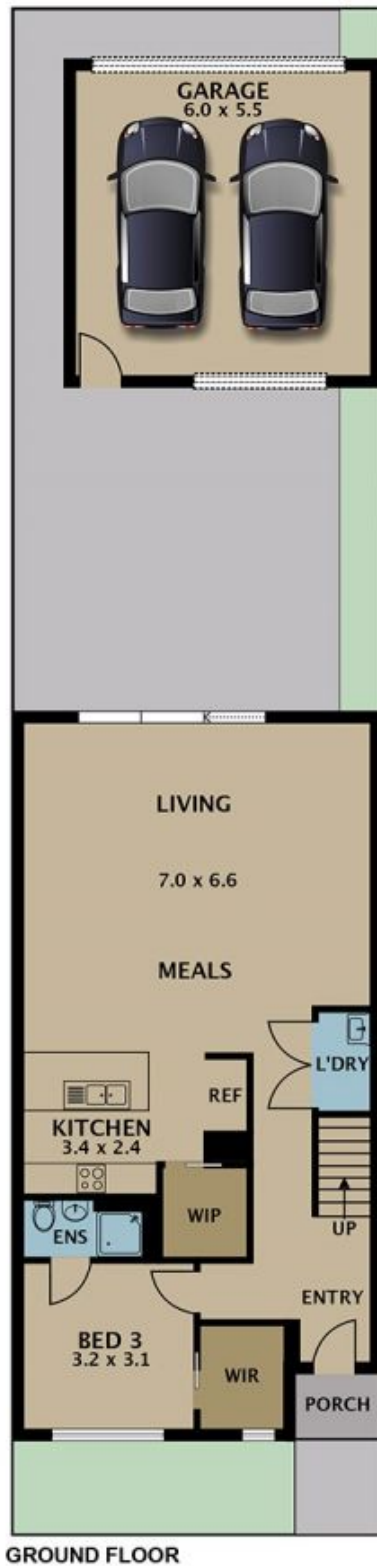 GARAGE
6.0 x 5.5
LIVING
7.0 x 6.6
MEALS
L'DRY
REF
KITCHEN
3.4 x 2.4
WIP
UP
ENS
ENTRY
BED 3
3.2 x 3.1
WIR
PORCH
GROUND FLOOR